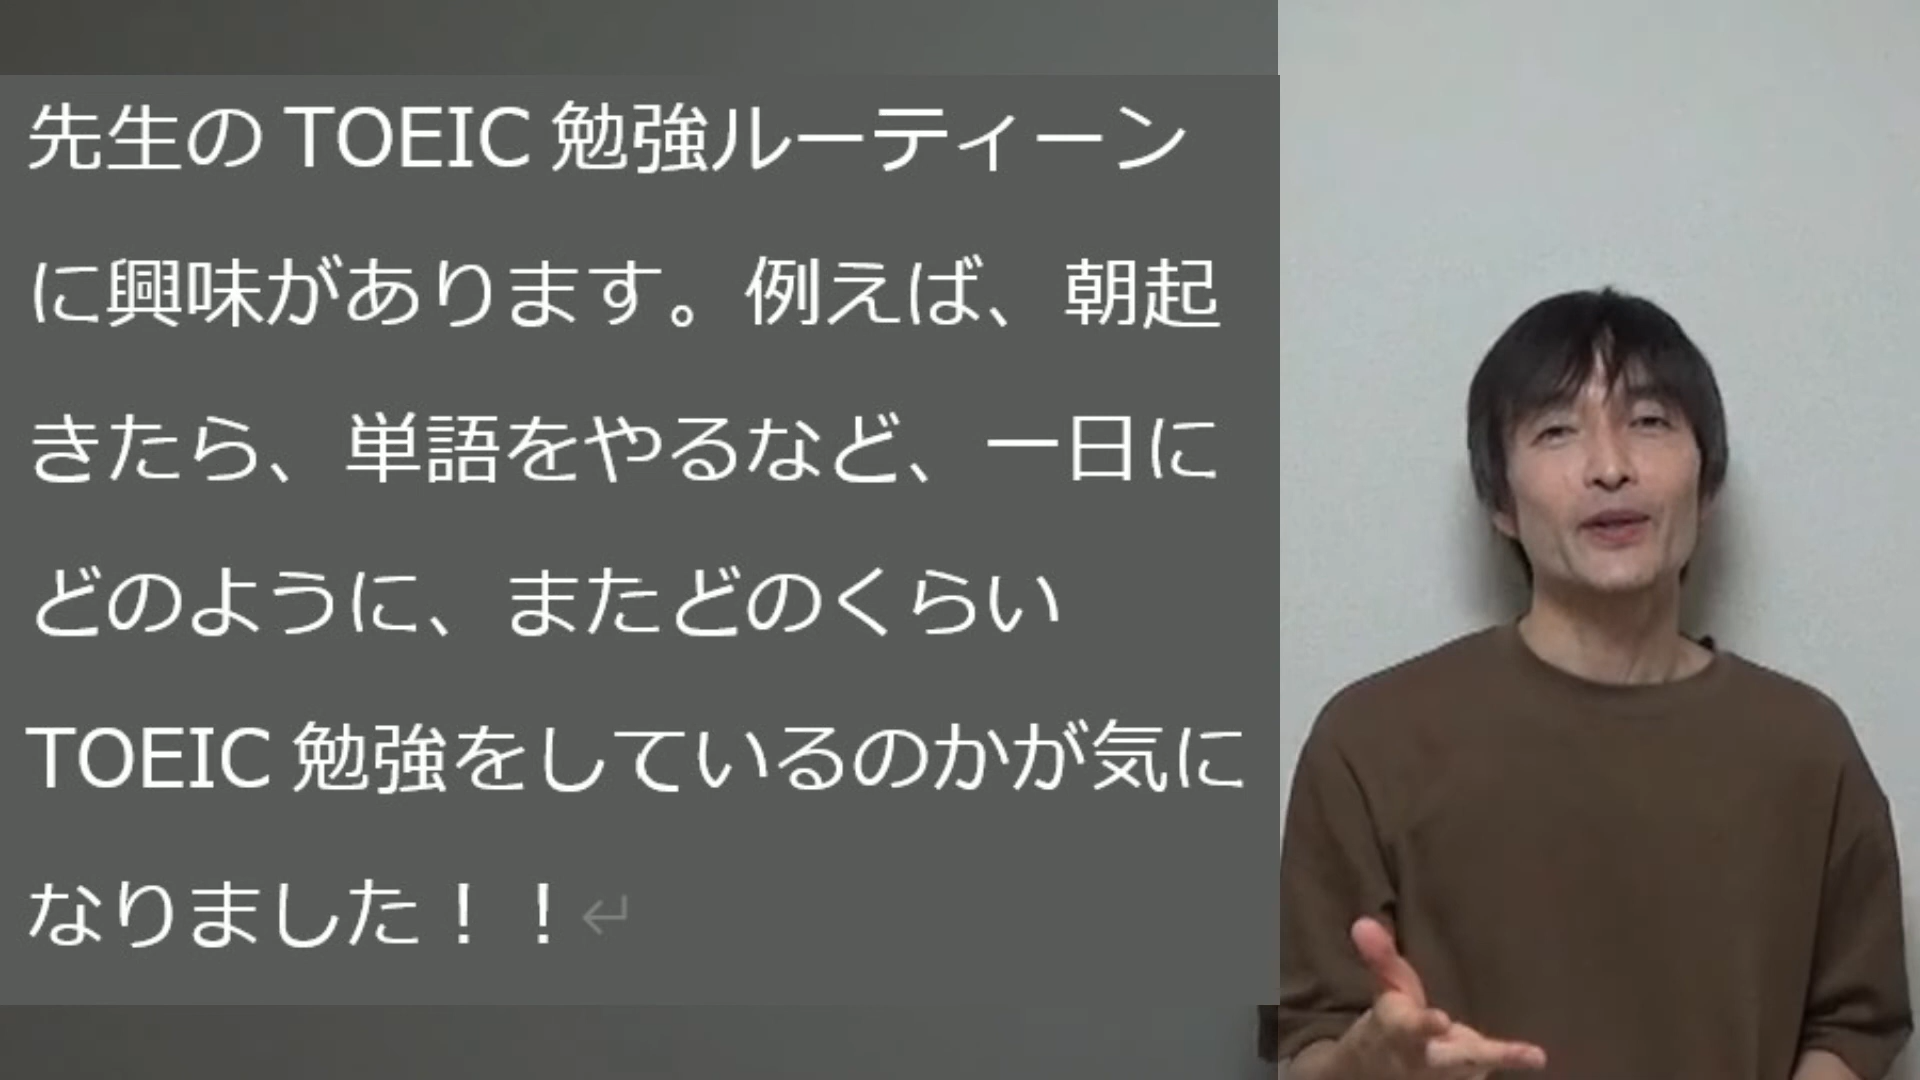 先生の TOEIC 勉強ルーティーン
に興味があります。例えば、朝起
きたら、単語をやるなど、一日に
どのように、またどのくらい
TOEIC 勉強をしているのかが気に
なりました！！↵